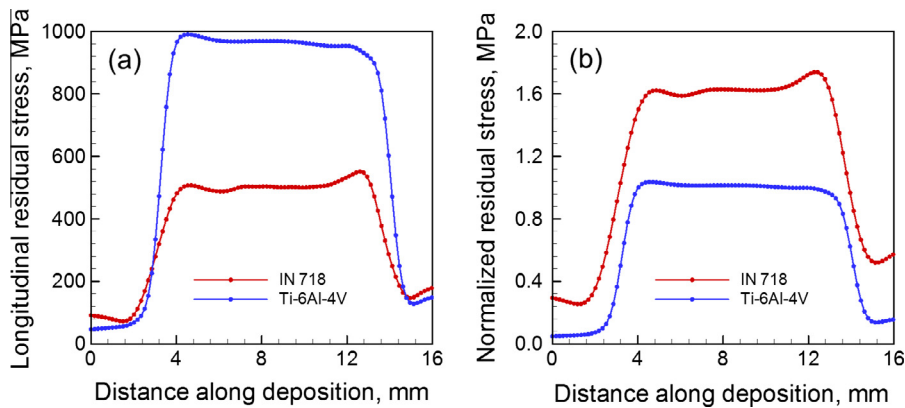 Longitudinal residual stress, MPa
1000
800
600
400
200
0
(a)
IN 718
Ti-6Al-4V
0 4 8 12 16
Distance along deposition, mm
Normalized residual stress, MPa
2.0
1.6
1.2
0.8
0.4
0.0
(b)
IN 718
Ti-6Al-4V
0 4 8 12 16
Distance along deposition, mm